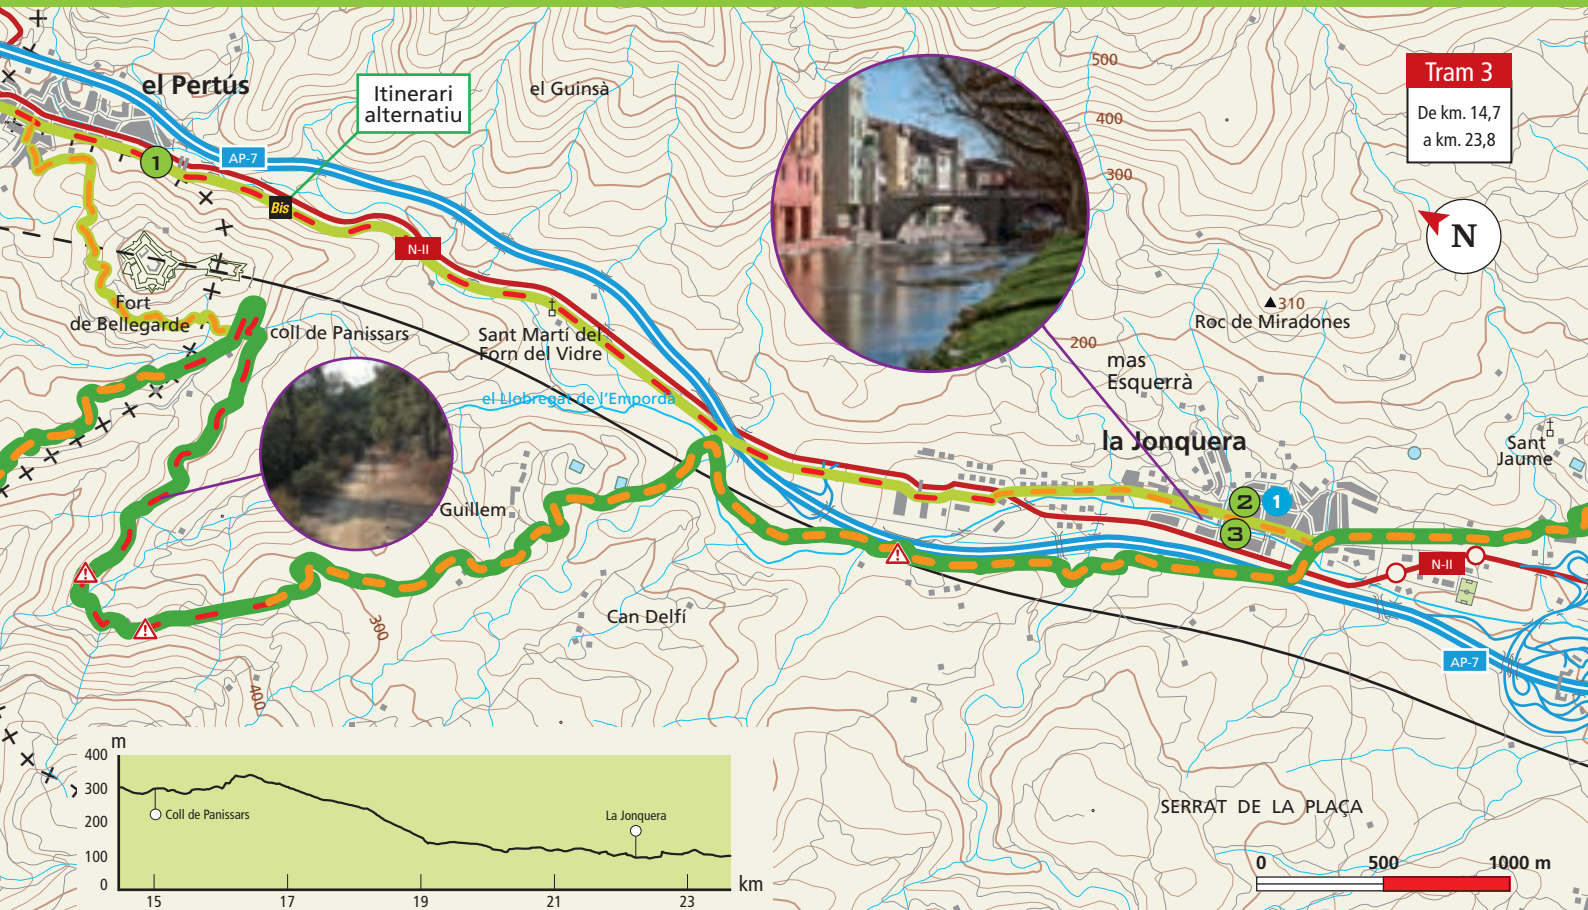 el Pertús
Itinerari
alternatiu
el Guinsà
500
Tram 3
De km. 14,7
a km. 23,8
400
1
AP-7
300
Bis
N
N-II
Fort
de Bellegarde
coll de Panissars
310
Roc de Miradones
Sant Martí del
Forn del Vidre
200
mas
Esquerrà
el Llobregat de l'Empordà
la Jonquera
Sant
Jaume
2
1
Guillem
3
N-II
Can Delfí
300
AP-7
400
m
400
300
200
100
0
Coll de Panissars
La Jonquera
15
17
19
21
23
km
SERRAT DE LA PLAÇA
0
500
1000 m